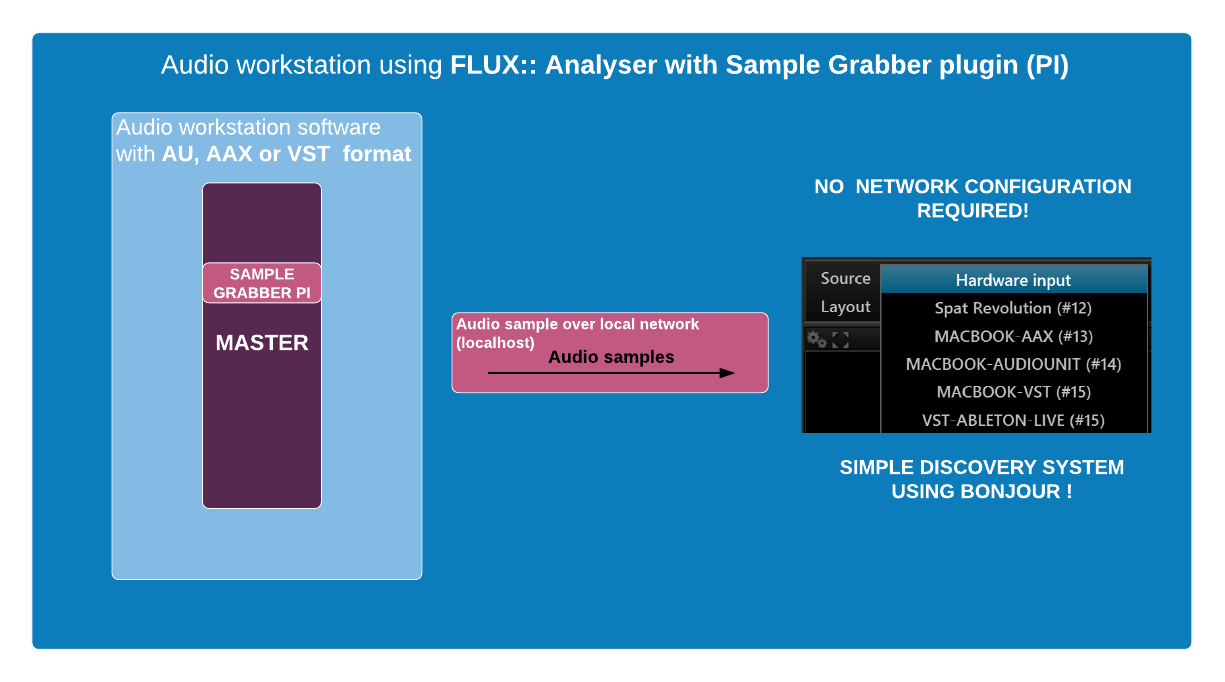 Audio workstation using FLUX:: Analyser with Sample Grabber plugin (PI)
Audio workstation software
with AU, AAX or VST  format
SAMPLE
GRABBER PI
MASTER
Audio sample over local network
(localhost)
Audio samples
NO  NETWORK CONFIGURATION
REQUIRED!
Source
Layout
Hardware input
Spat Revolution (#12)
MACBOOK-AAX (#13)
MACBOOK-AUDIOUNIT (#14)
MACBOOK-VST (#15)
VST-ABLETON-LIVE (#15)
SIMPLE DISCOVERY SYSTEM
USING BONJOUR !